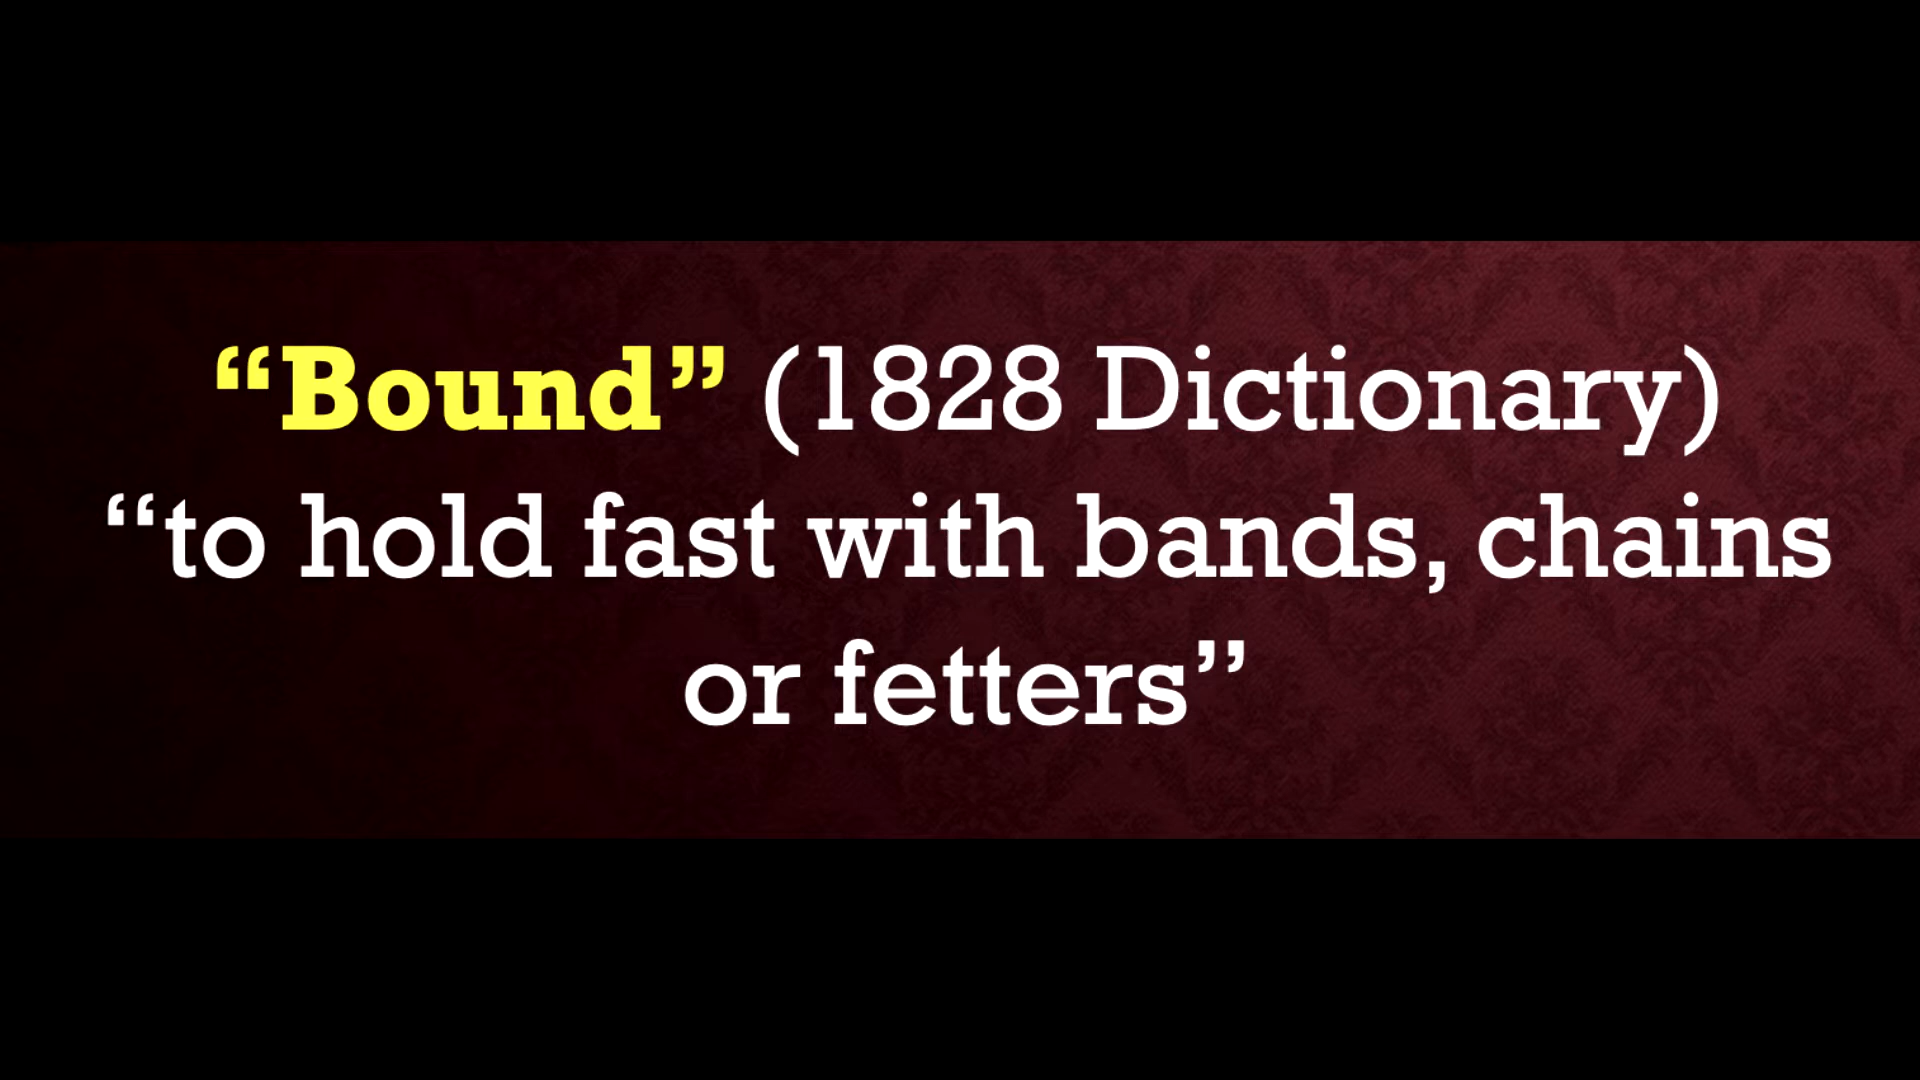 “Bound” (1828 Dictionary)
“to hold fast with bands, chains
or fetters”